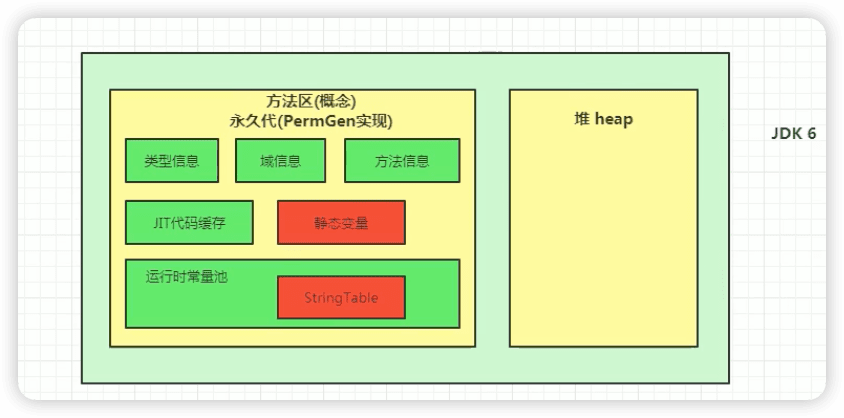 方法区(概念)
永久代(PermGen实现)
类型信息
域信息
方法信息
JIT代码缓存
静态变量
运行时常量池
StringTable
堆 heap
JDK 6